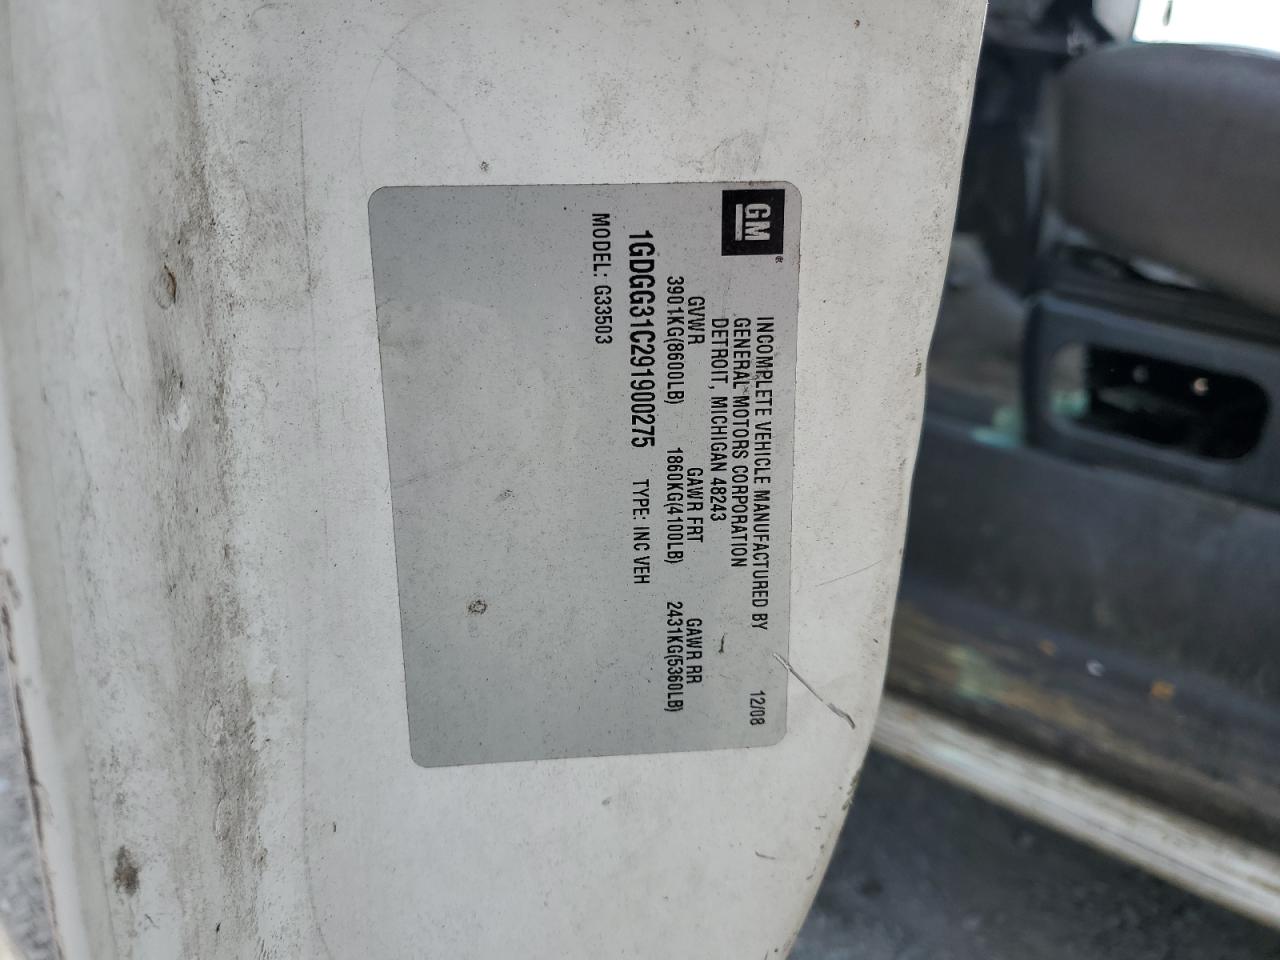 GM
INCOMPLETE VEHICLE MANUFACTURED BY 12/08
GENERAL MOTORS CORPORATION
DETROIT, MICHIGAN 48243
GVWR GAWR FRT GAWR RR
3901KG(8600LB) 1860KG(4100LB) 2431KG(5360LB)
1GDGG31C291900275 TYPE: INC VEH
MODEL: G33503